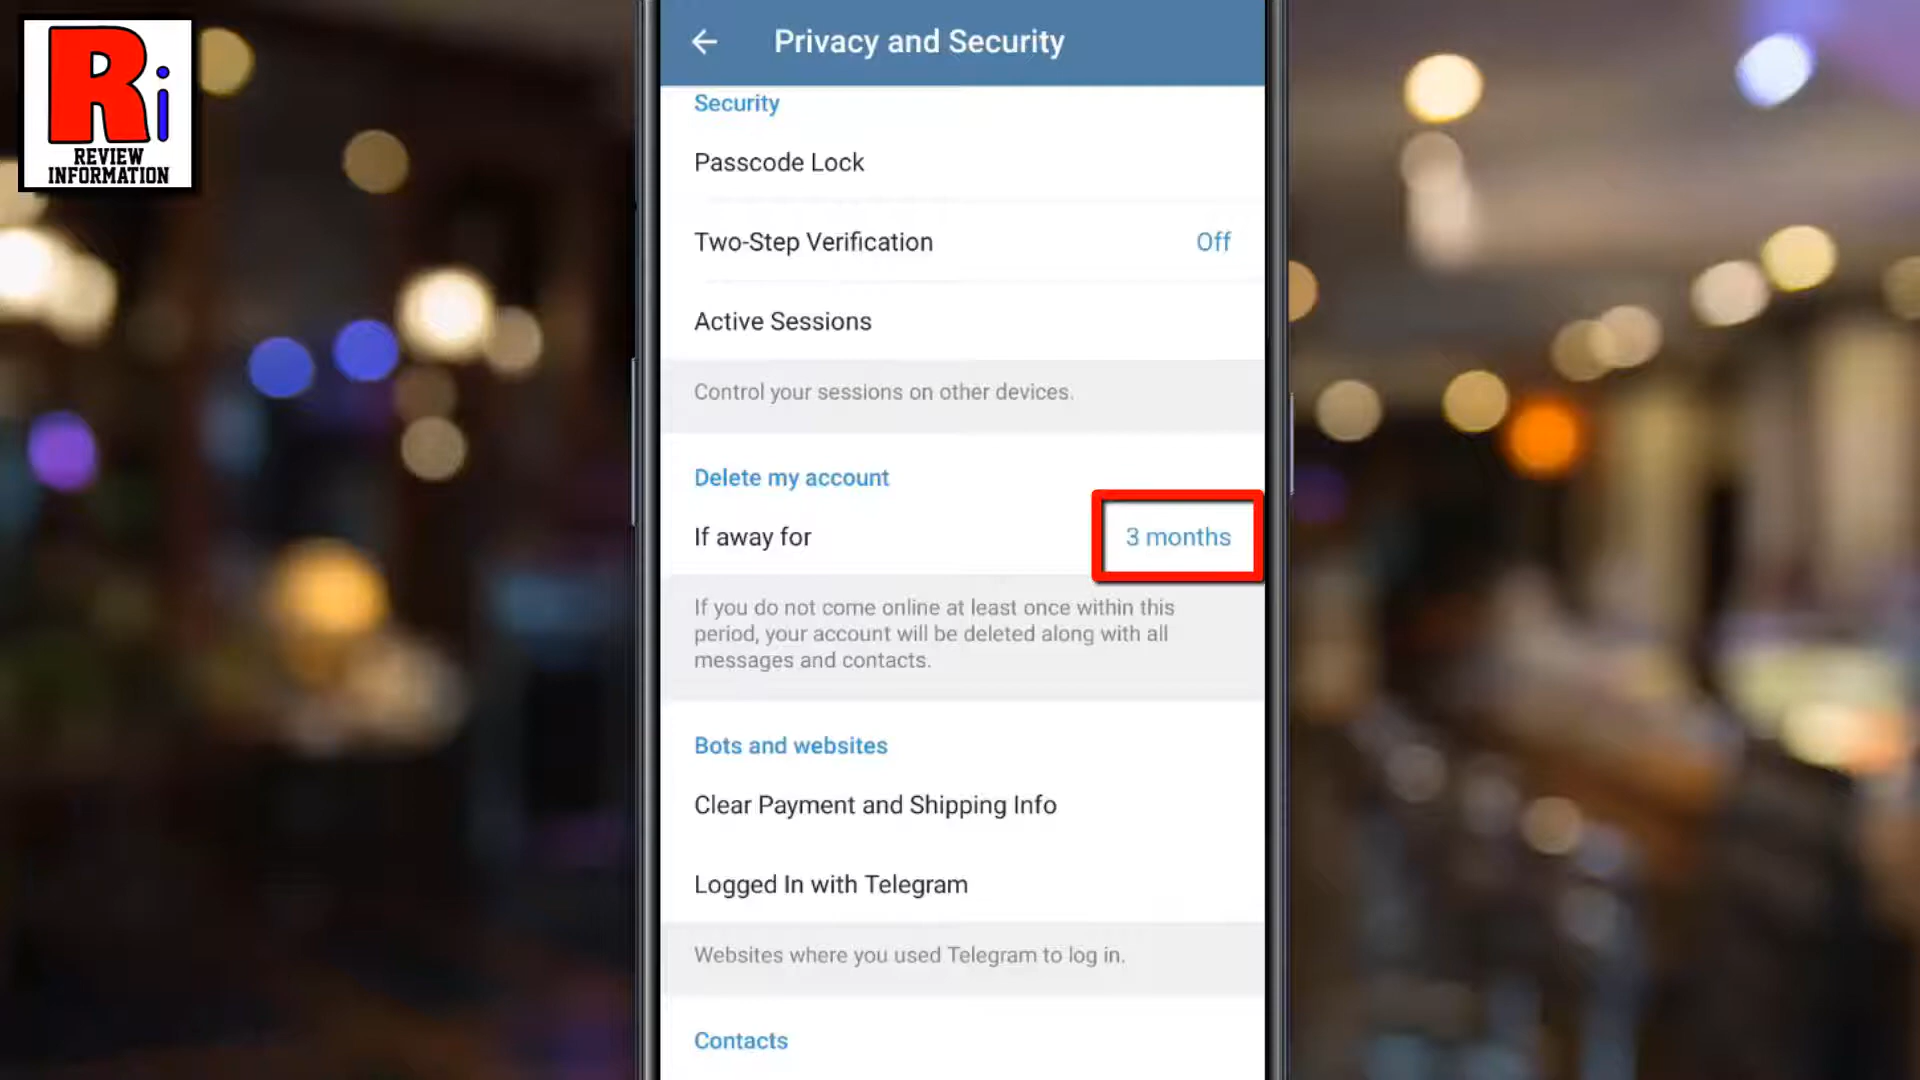 Ri
REVIEW
INFORMATION
Privacy and Security
Security
Passcode Lock
Two-Step Verification Off
Active Sessions
Control your sessions on other devices.
Delete my account
If away for 3 months
If you do not come online at least once within this
period, your account will be deleted along with all
messages and contacts.
Bots and websites
Clear Payment and Shipping Info
Logged In with Telegram
Websites where you used Telegram to log in.
Contacts